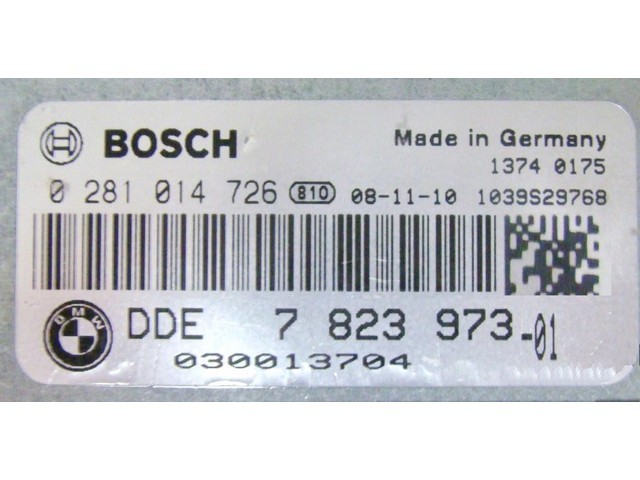 BOSCH
Made in Germany
1374 0175
0 281 014 726 810 08-11-10 1039S29768
BMW
DDE 7 823 973-01
030013704